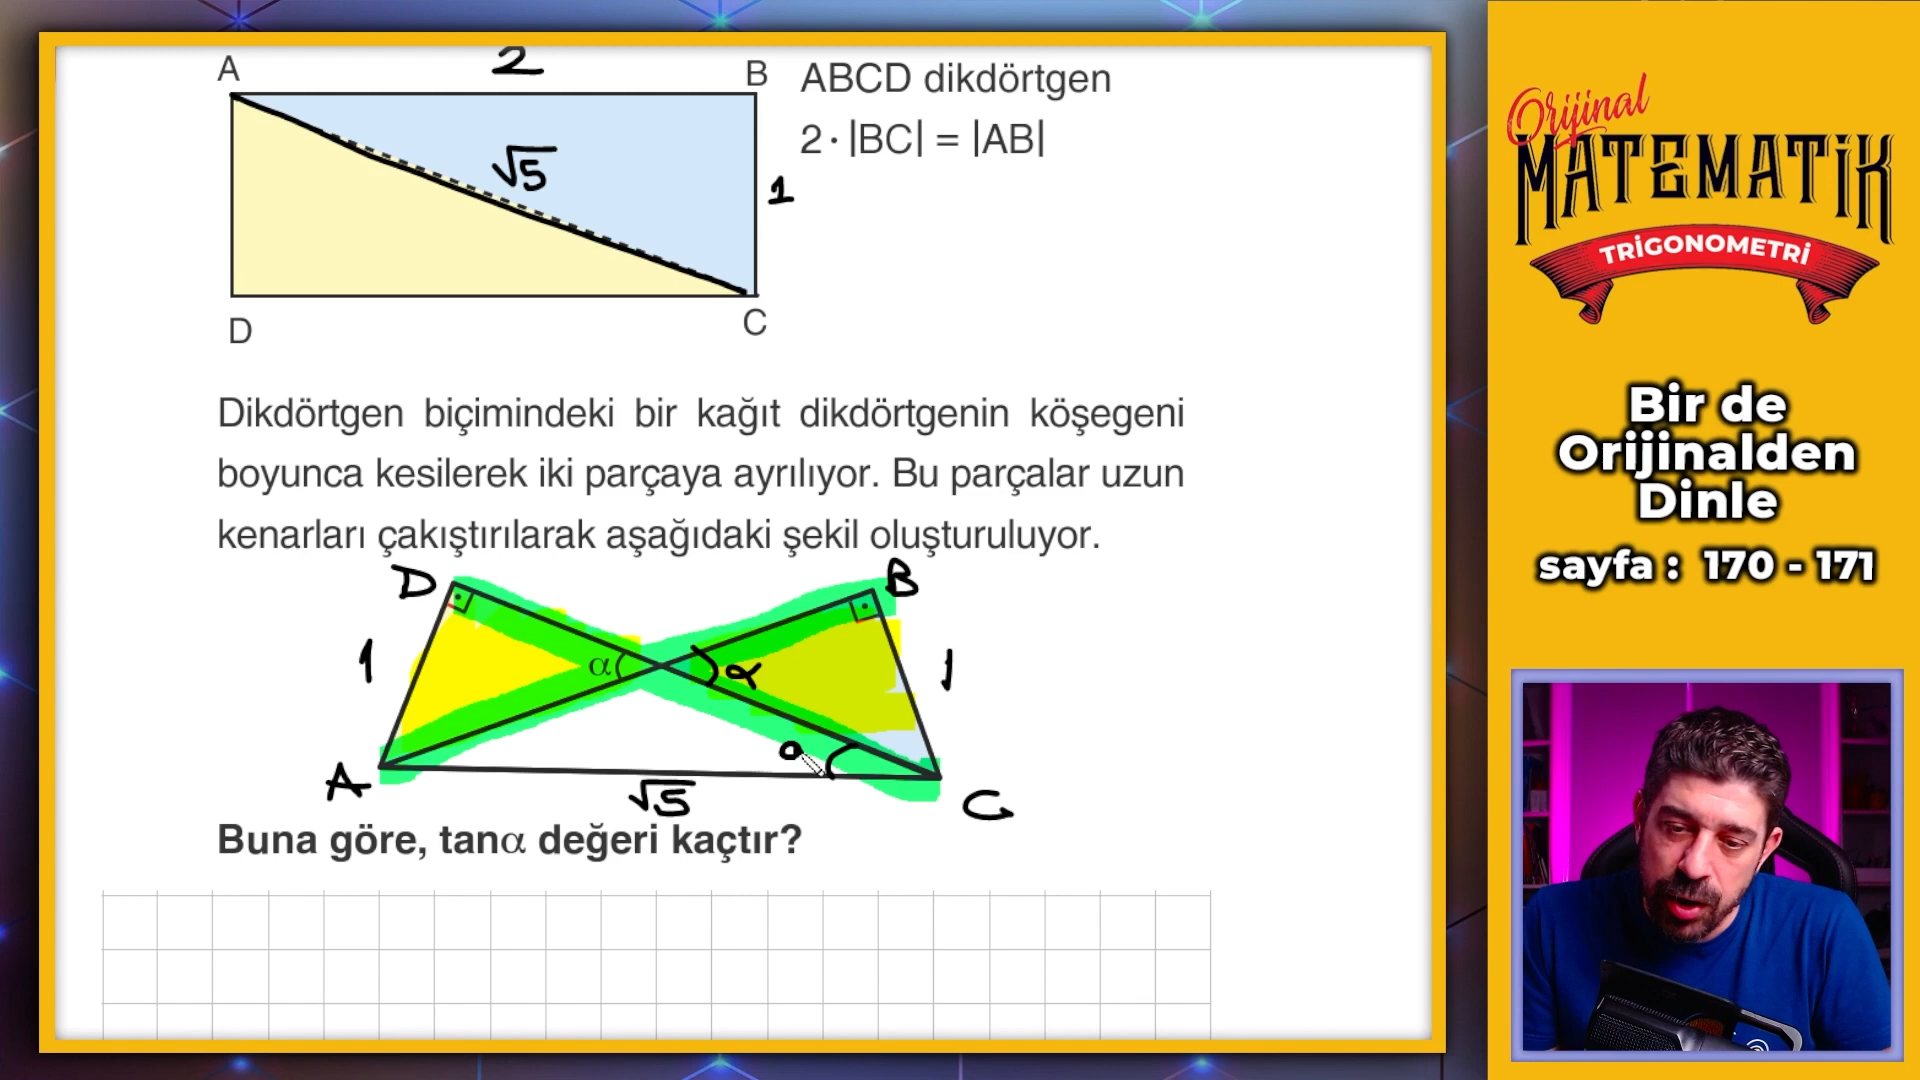 A
2
B
ABCD dikdörtgen
2·|BC| = |AB|
√5
1
D
C
Dikdörtgen biçimindeki bir kağıt dikdörtgenin köşegeni
boyunca kesilerek iki parçaya ayrılıyor. Bu parçalar uzun
kenarları çakıştırılarak aşağıdaki şekil oluşturuluyor.
D
B
1
α
α
1
A
√5
C
Buna göre, tanα değeri kaçtır?
Orijinal
MATEMATİK
TRİGONOMETRİ
Bir de
Orijinalden
Dinle
sayfa : 170 - 171